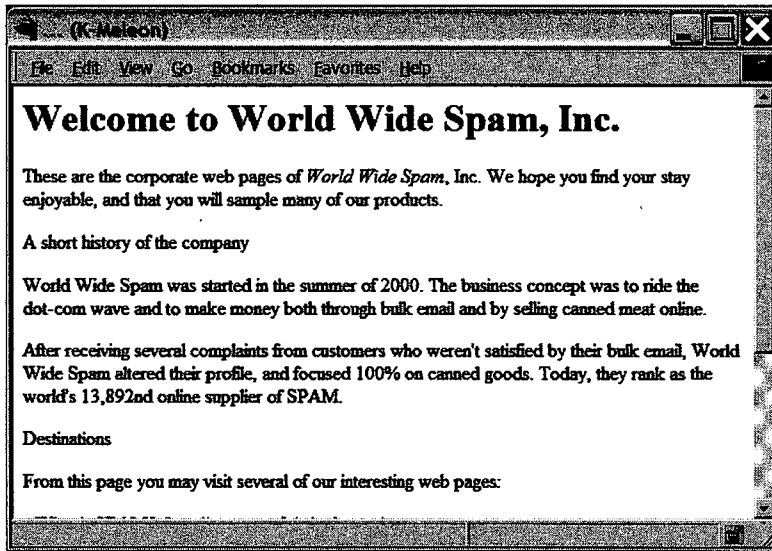 ... (K-Meleon)
File Edit View Go Bookmarks Favorites Help
Welcome to World Wide Spam, Inc.
These are the corporate web pages of World Wide Spam, Inc. We hope you find your stay
enjoyable, and that you will sample many of our products.
A short history of the company
World Wide Spam was started in the summer of 2000. The business concept was to ride the
dot-com wave and to make money both through bulk email and by selling canned meat online.
After receiving several complaints from customers who weren't satisfied by their bulk email, World
Wide Spam altered their profile, and focused 100% on canned goods. Today, they rank as the
world's 13,892nd online supplier of SPAM.
Destinations
From this page you may visit several of our interesting web pages: